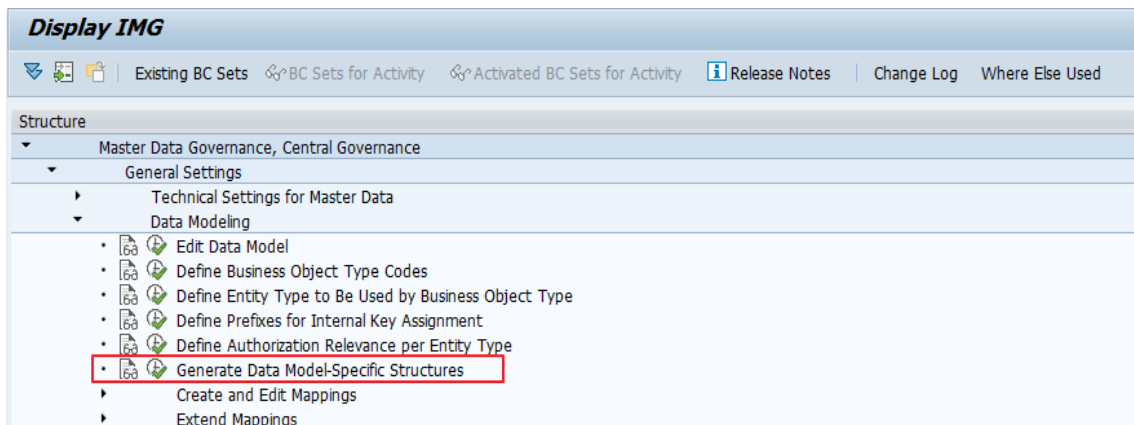 Display IMG
Existing BC Sets BC Sets for Activity Activated BC Sets for Activity Release Notes Change Log Where Else Used
Structure
Master Data Governance, Central Governance
General Settings
Technical Settings for Master Data
Data Modeling
Edit Data Model
Define Business Object Type Codes
Define Entity Type to Be Used by Business Object Type
Define Prefixes for Internal Key Assignment
Define Authorization Relevance per Entity Type
Generate Data Model-Specific Structures
Create and Edit Mappings
Extend Mappings